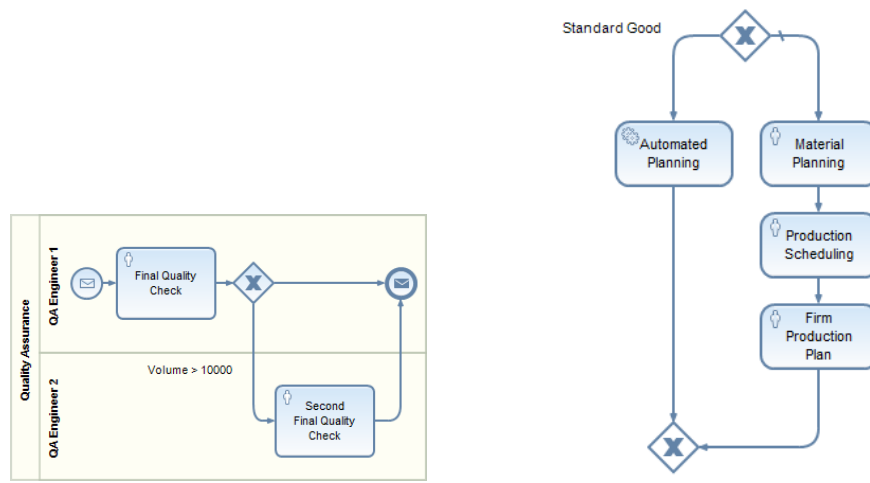 Quality Assurance
QA Engineer 1
Final Quality
Check
Volume > 10000
QA Engineer 2
Second
Final Quality
Check
Standard Good
Automated
Planning
Material
Planning
Production
Scheduling
Firm
Production
Plan